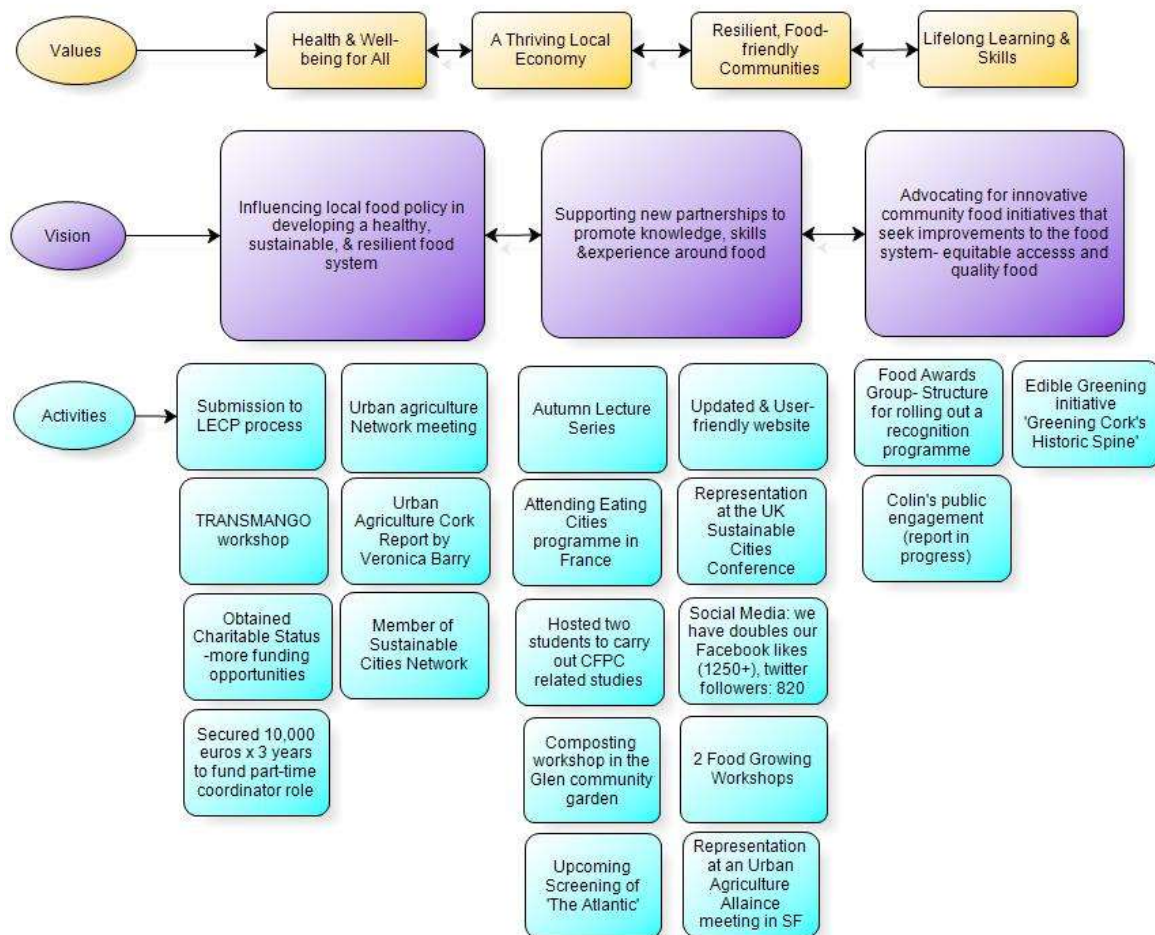 Values
Health & Well-
being for All
A Thriving Local
Economy
Resilient, Food-
friendly
Communities
Lifelong Learning &
Skills
Vision
Influencing local food policy in
developing a healthy,
sustainable, & resilient food
system
Supporting new partnerships to
promote knowledge, skills
&experience around food
Advocating for innovative
community food initiatives that
seek improvements to the food
system- equitable accesss and
quality food
Activities
Submission to
LECP process
Urban agriculture
Network meeting
Autumn Lecture
Series
Updated & User-
friendly website
Food Awards
Group- Structure
for rolling out a
recognition
programme
Edible Greening
initiative
'Greening Cork's
Historic Spine'
TRANSMANGO
workshop
Urban
Agriculture Cork
Report by
Veronica Barry
Attending Eating
Cities
programme in
France
Representation
at the UK
Sustainable
Cities
Conference
Colin's public
engagement
(report in
progress)
Obtained
Charitable Status
-more funding
opportunities
Member of
Sustainable
Cities Network
Hosted two
students to carry
out CFPC
related studies
Social Media: we
have doubles our
Facebook likes
(1250+), twitter
followers: 820
Secured 10,000
euros x 3 years
to fund part-time
coordinator role
Composting
workshop in the
Glen community
garden
2 Food Growing
Workshops
Upcoming
Screening of
'The Atlantic'
Representation
at an Urban
Agriculture
Allaince
meeting in SF